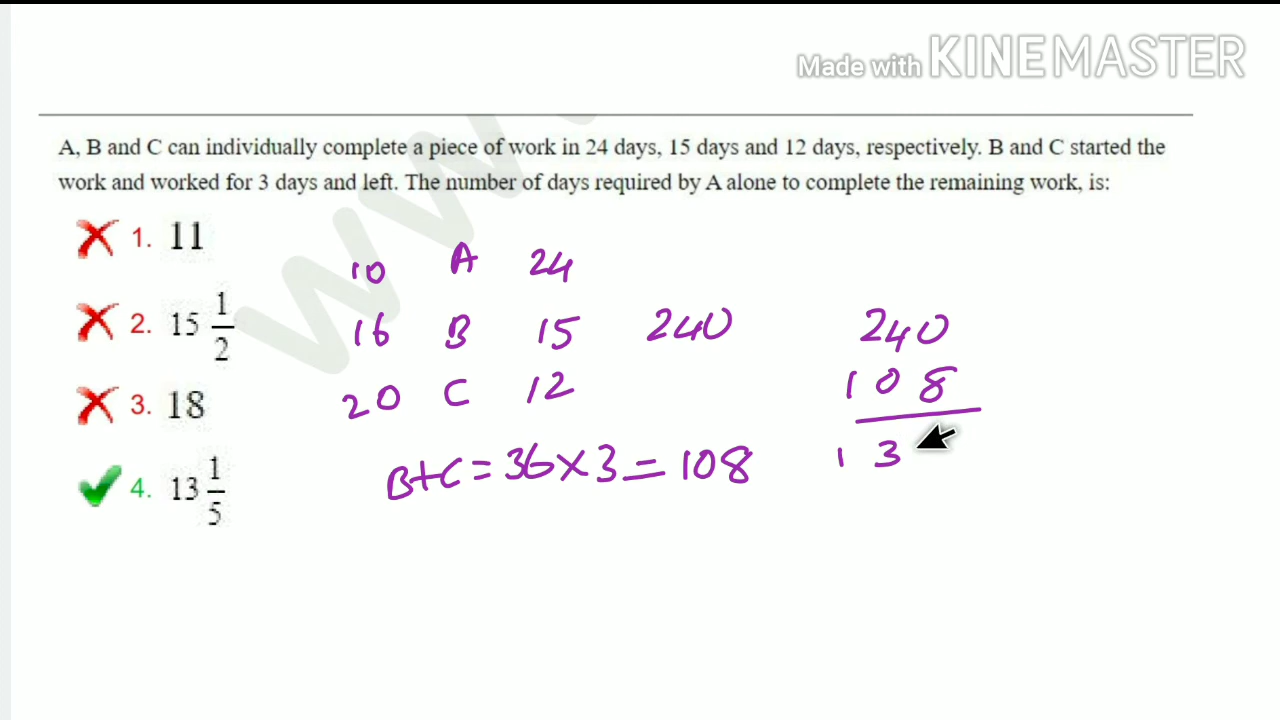 Made with KINEMASTER
A, B and C can individually complete a piece of work in 24 days, 15 days and 12 days, respectively. B and C started the
work and worked for 3 days and left. The number of days required by A alone to complete the remaining work, is:
1. 11
2. 15 1/2
3. 18
4. 13 1/5
10 A 24
16 B 15 240
20 C 12
B+C = 36 × 3 = 108
240
108
13
www